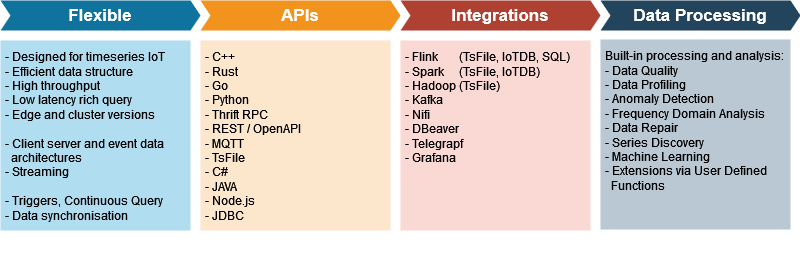 Flexible
- Designed for timeseries IoT
- Efficient data structure
- High throughput
- Low latency rich query
- Edge and cluster versions
- Client server and event data
architectures
- Streaming
- Triggers, Continuous Query
- Data synchronisation
APIs
- C++
- Rust
- Go
- Python
- Thrift RPC
- REST / OpenAPI
- MQTT
- TsFile
- C#
- JAVA
- Node.js
- JDBC
Integrations
- Flink (TsFile, IoTDB, SQL)
- Spark (TsFile, IoTDB)
- Hadoop (TsFile)
- Kafka
- Nifi
- DBeaver
- Telegrapf
- Grafana
Data Processing
Built-in processing and analysis:
- Data Quality
- Data Profiling
- Anomaly Detection
- Frequency Domain Analysis
- Data Repair
- Series Discovery
- Machine Learning
- Extensions via User Defined
Functions